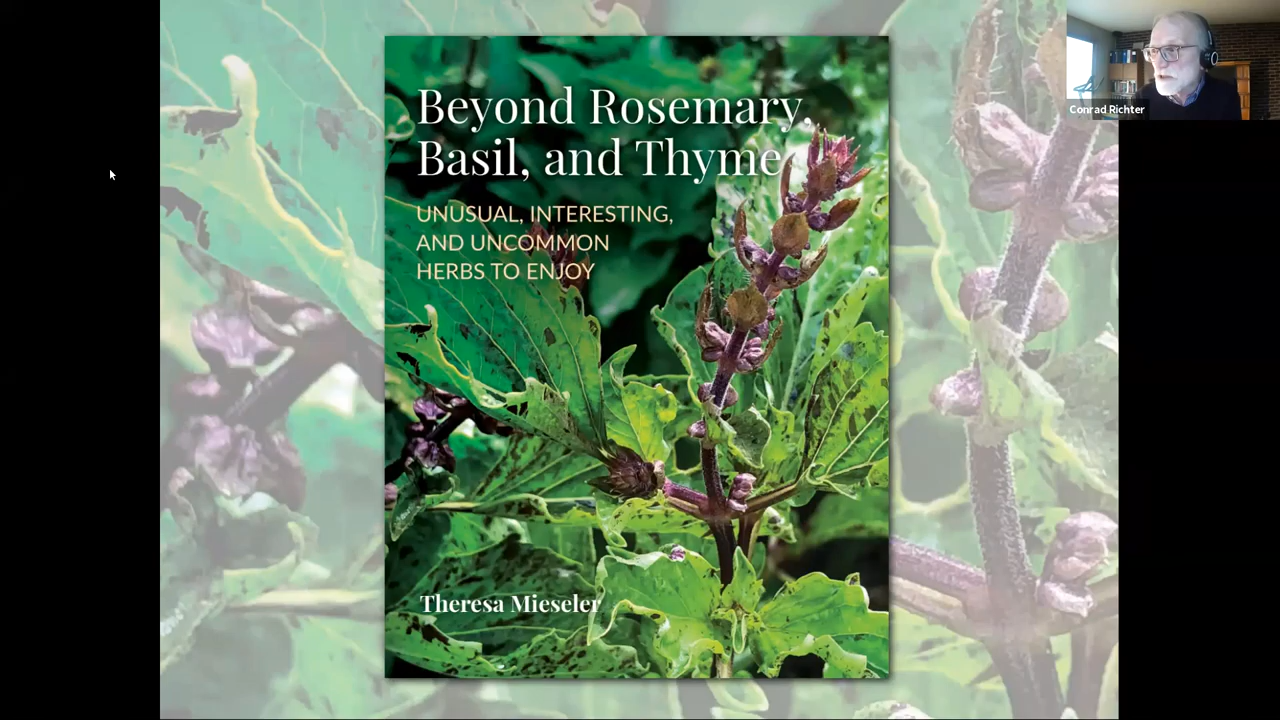 Beyond Rosemary,
Basil, and Thyme
UNUSUAL, INTERESTING,
AND UNCOMMON
HERBS TO ENJOY
Theresa Mieseler
Conrad Richter